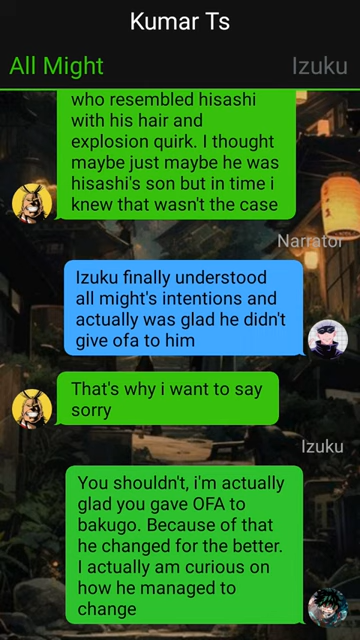 Kumar Ts
All Might
Izuku
who resembled hisashi
with his hair and
explosion quirk. I thought
maybe just maybe he was
hisashi's son but in time i
knew that wasn't the case
Narrator
Izuku finally understood
all might's intentions and
actually was glad he didn't
give ofa to him
That's why i want to say
sorry
Izuku
You shouldn't, i'm actually
glad you gave OFA to
bakugo. Because of that
he changed for the better.
I actually am curious on
how he managed to
change